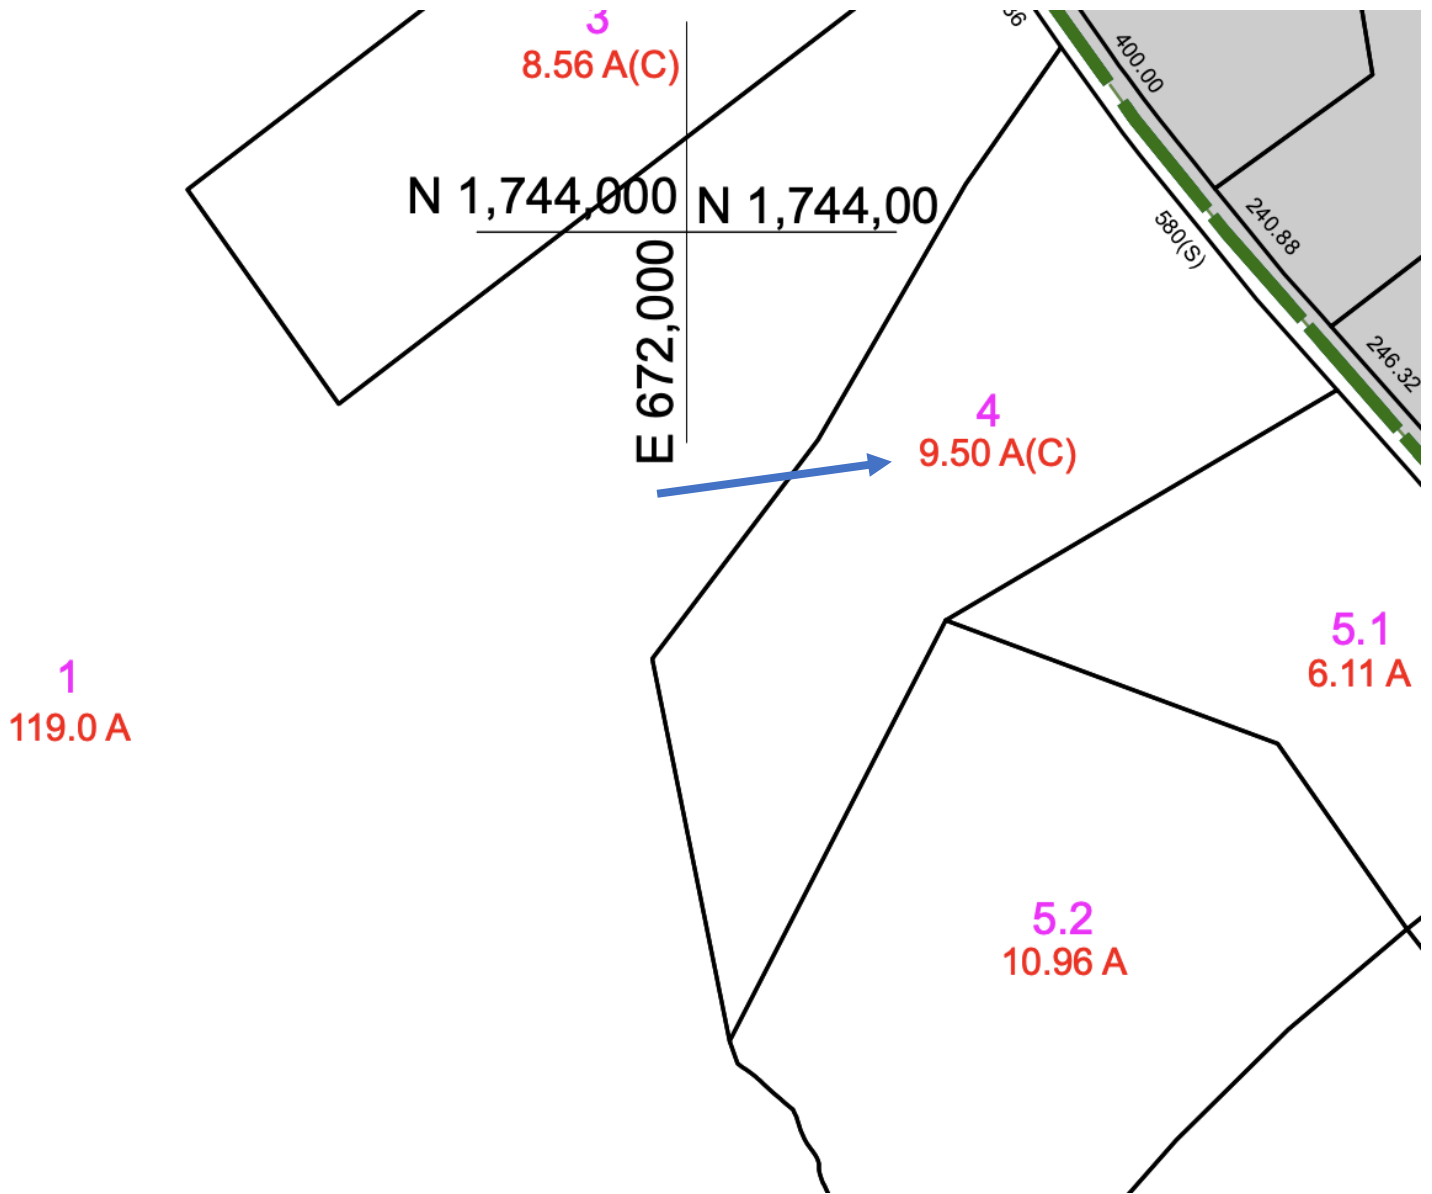 3
8.56 A(C)
400.00
N 1,744,000
N 1,744,00
E 672,000
240.88
580(S)
246.32
4
9.50 A(C)
5.1
6.11 A
1
119.0 A
5.2
10.96 A